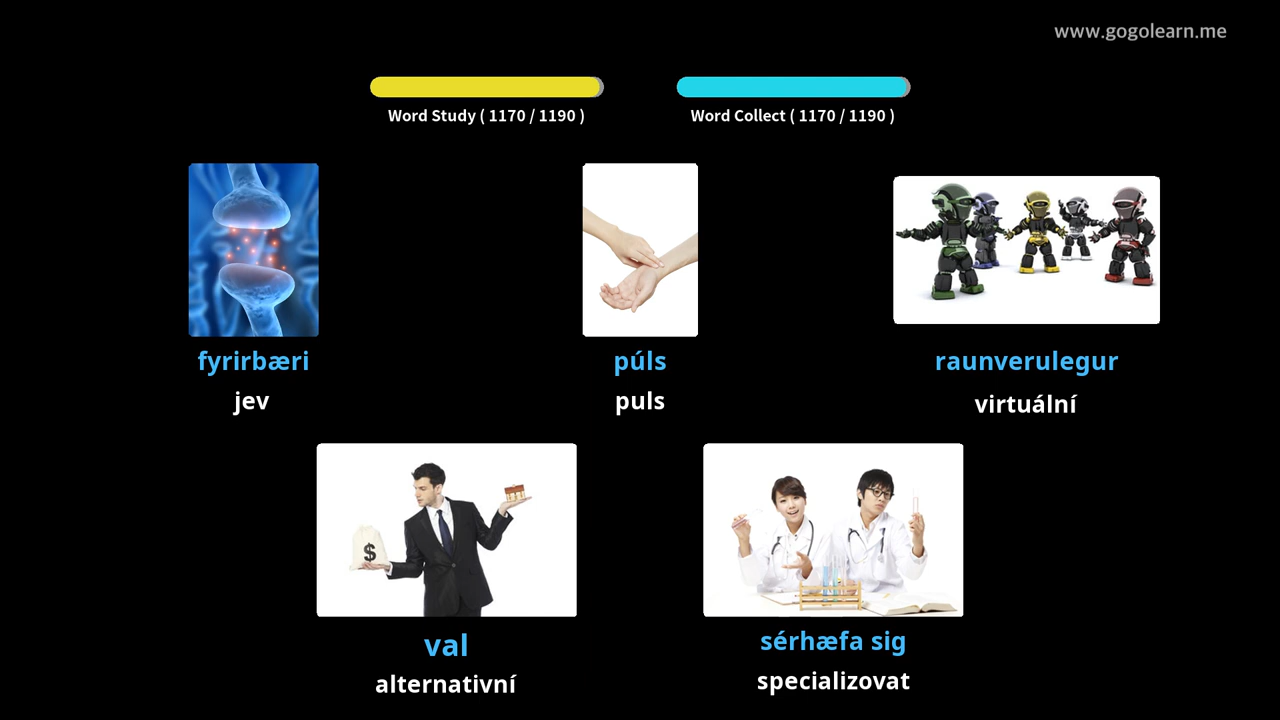 www.gogolearn.me
Word Study ( 1170 / 1190 )
Word Collect ( 1170 / 1190 )
fyrirbæri
jev
púls
puls
raunverulegur
virtuální
$
val
alternativní
sérhæfa sig
specializovat